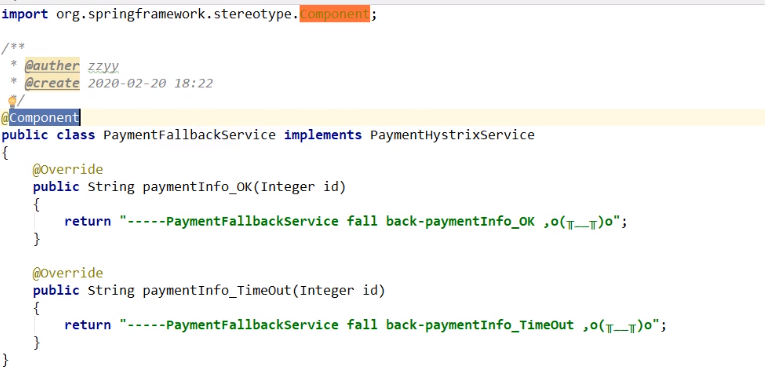 import org.springframework.stereotype.Component;
/**
 * @auther zzyy
 * @create 2020-02-20 18:22
 */
@Component
public class PaymentFallbackService implements PaymentHystrixService
{
    @Override
    public String paymentInfo_OK(Integer id)
    {
        return "-----PaymentFallbackService fall back-paymentInfo_OK ,o(╥﹏╥)o";
    }
    @Override
    public String paymentInfo_TimeOut(Integer id)
    {
        return "-----PaymentFallbackService fall back-paymentInfo_TimeOut ,o(╥﹏╥)o";
    }
}